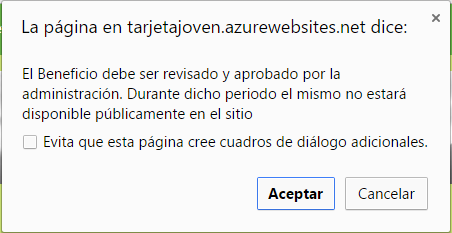 La página en tarjetajoven.azurewebsites.net dice:
El Beneficio debe ser revisado y aprobado por la
administración. Durante dicho periodo el mismo no estará
disponible públicamente en el sitio
Evita que esta página cree cuadros de diálogo adicionales.
Aceptar
Cancelar